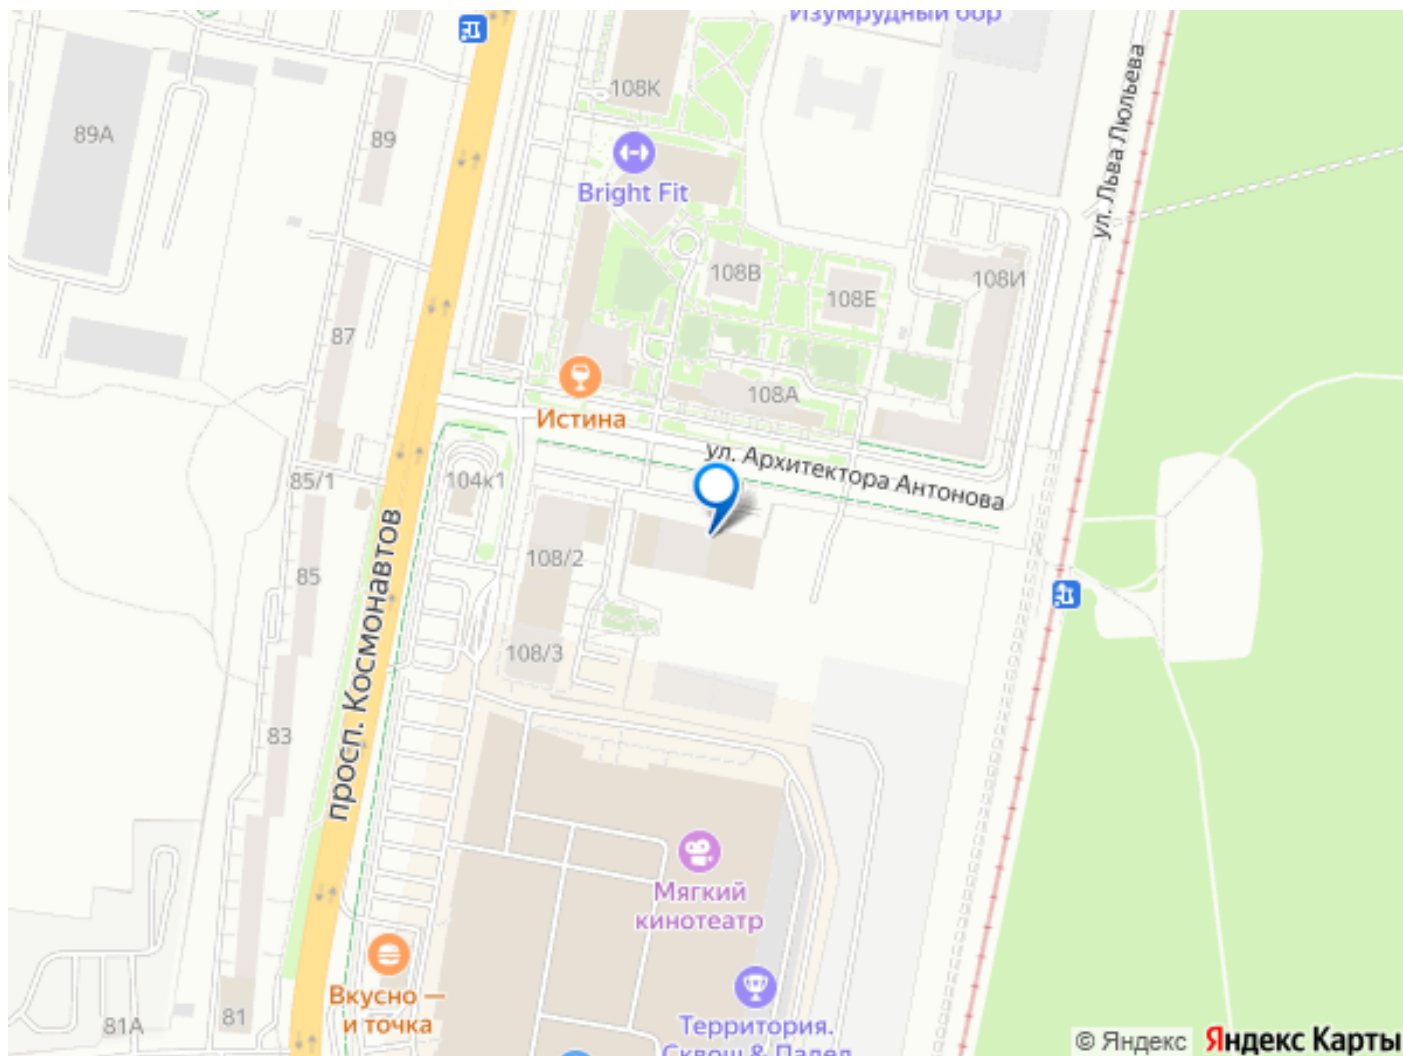 Изумрудный бор
108К
89А
89
Bright Fit
ул. Льва Люльева
108В
108Е
108И
87
108А
Истина
ул. Архитектора Антонова
85/1
104к1
108/2
85
просп. Космонавтов
108/3
83
Мягкий
кинотеатр
Вкусно —
и точка
81
81А
Территория.
Сквош & Падел
© Яндекс
Яндекс Карты